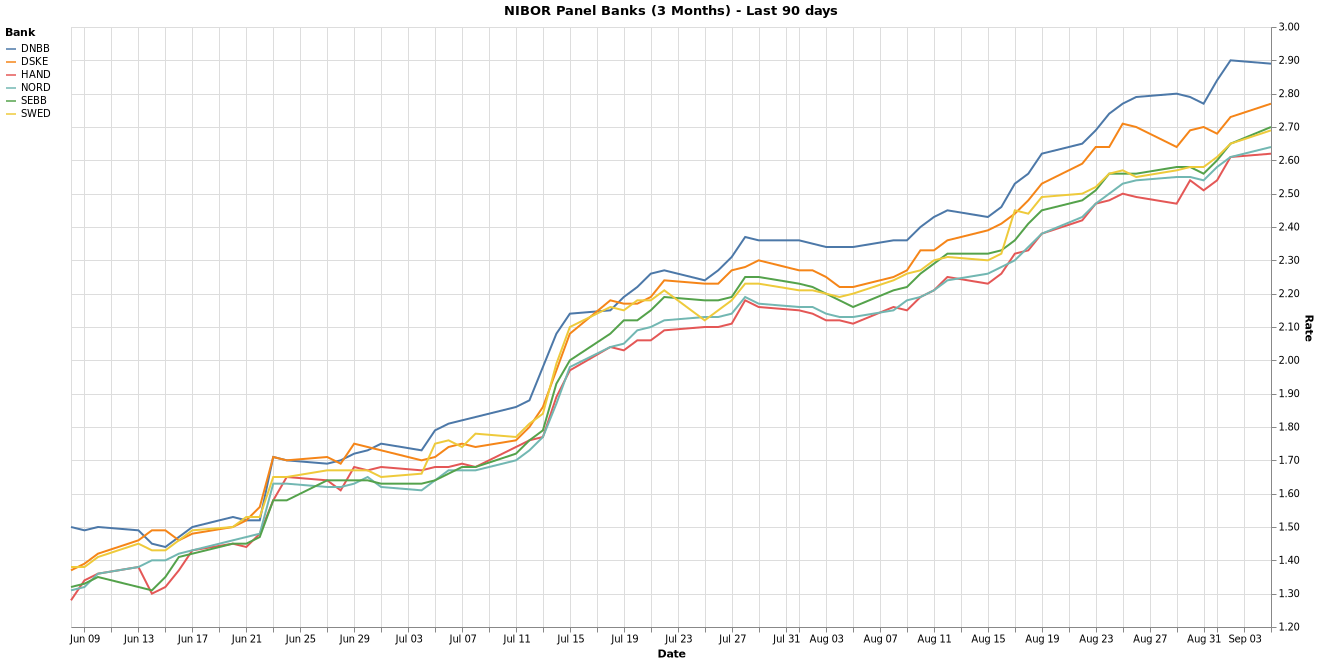 NIBOR Panel Banks (3 Months) - Last 90 days
Bank
DNBB
DSKE
HAND
NORD
SEBB
SWED
3.00
2.90
2.80
2.70
2.60
2.50
2.40
2.30
2.20
2.10
2.00
1.90
1.80
1.70
1.60
1.50
1.40
1.30
1.20
Rate
Jun 09 Jun 13 Jun 17 Jun 21 Jun 25 Jun 29 Jul 03 Jul 07 Jul 11 Jul 15 Jul 19 Jul 23 Jul 27 Jul 31 Aug 03 Aug 07 Aug 11 Aug 15 Aug 19 Aug 23 Aug 27 Aug 31 Sep 03
Date